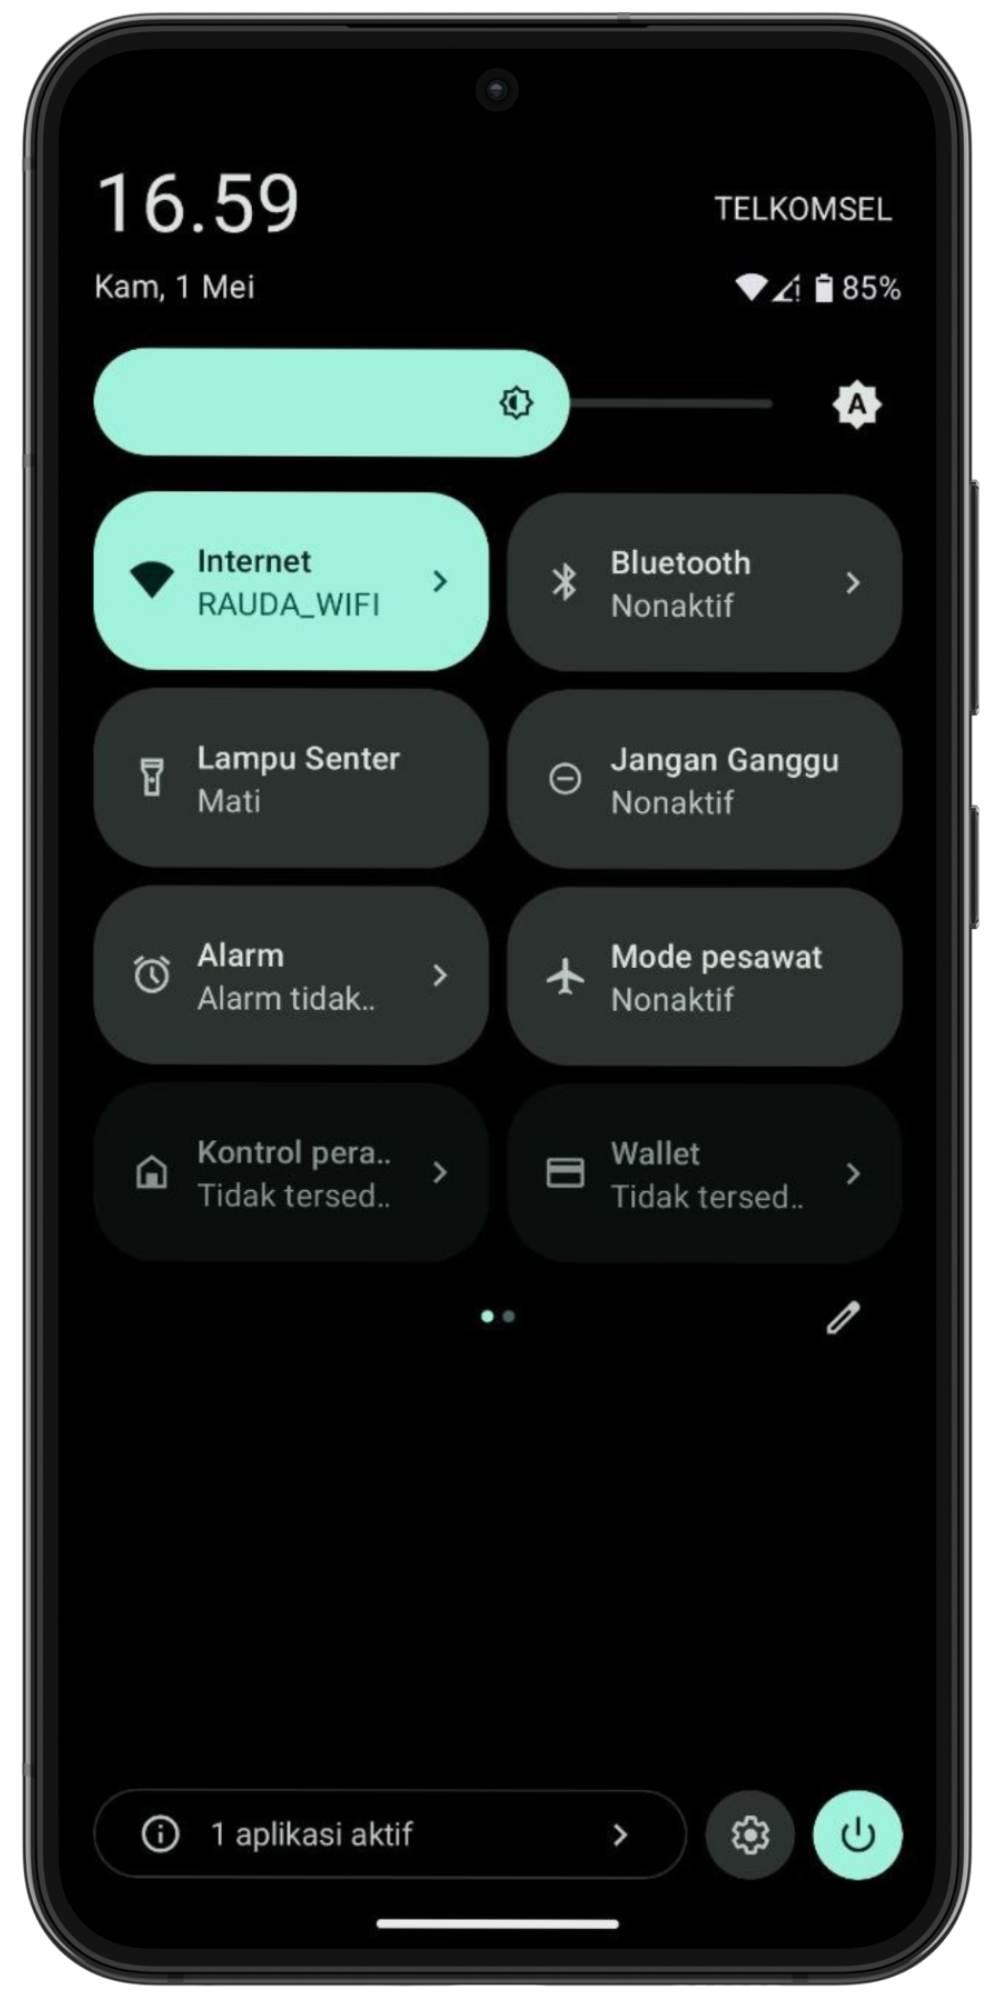 16.59
TELKOMSEL
Kam, 1 Mei
85%
A
Internet
RAUDA_WIFI
Bluetooth
Nonaktif
Lampu Senter
Mati
Jangan Ganggu
Nonaktif
Alarm
Alarm tidak..
Mode pesawat
Nonaktif
Kontrol pera..
Tidak tersed..
Wallet
Tidak tersed..
1 aplikasi aktif